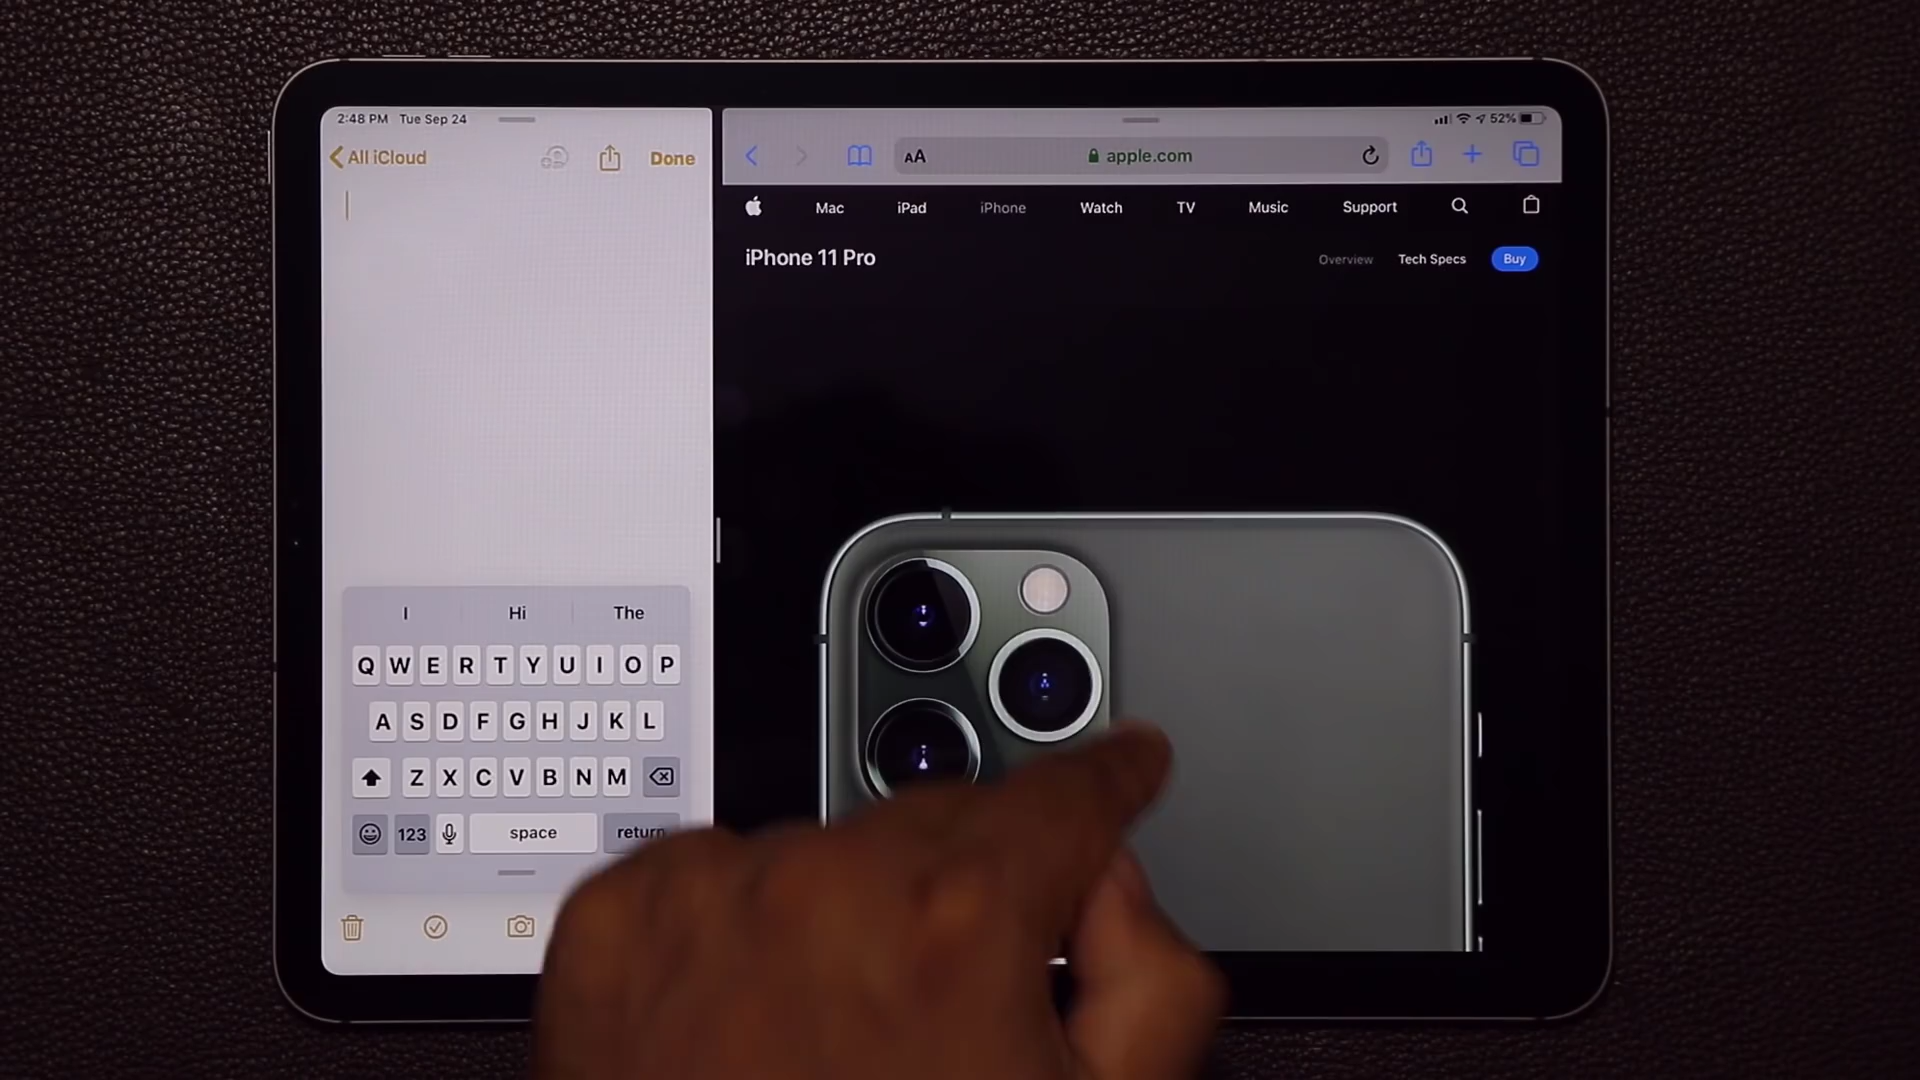 2:48 PM Tue Sep 24
All iCloud
Done
I Hi The
Q W E R T Y U I O P
A S D F G H J K L
Z X C V B N M
123 space return
52%
AA apple.com
Mac iPad iPhone Watch TV Music Support
iPhone 11 Pro
Overview Tech Specs Buy